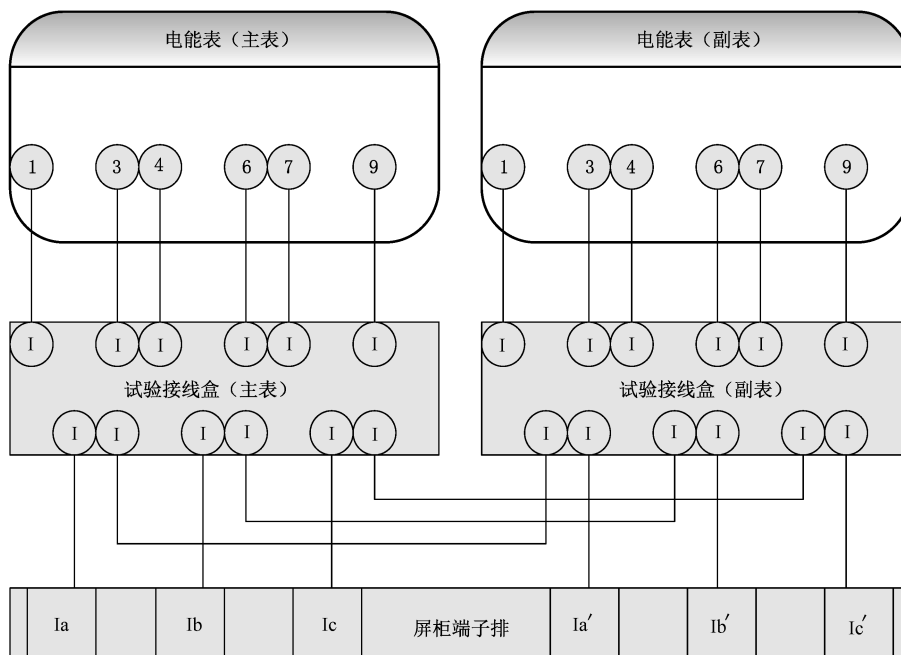 电能表（主表） 电能表（副表）
1 3 4 6 7 9 1 3 4 6 7 9
I I I I I I I I I I I I
试验接线盒（主表） 试验接线盒（副表）
I I I I I I I I I I I I
Ia Ib Ic 屏柜端子排 Ia′ Ib′ Ic′